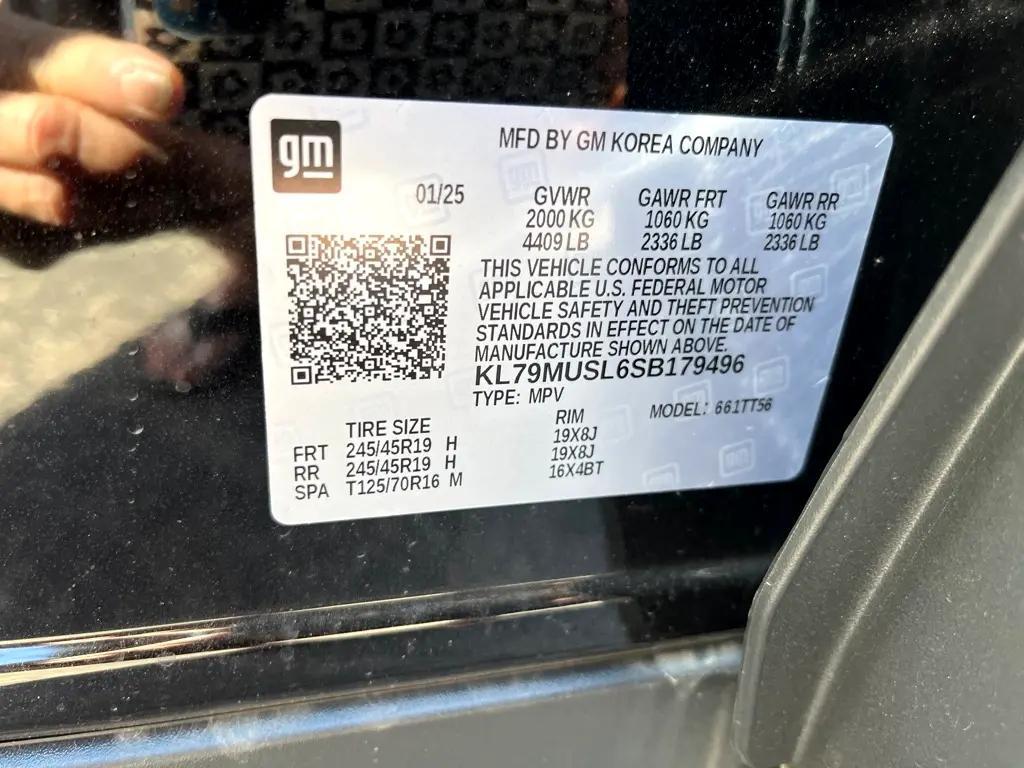 gm
MFD BY GM KOREA COMPANY
01/25
GVWR GAWR FRT GAWR RR
2000 KG 1060 KG 1060 KG
4409 LB 2336 LB 2336 LB
THIS VEHICLE CONFORMS TO ALL
APPLICABLE U.S. FEDERAL MOTOR
VEHICLE SAFETY AND THEFT PREVENTION
STANDARDS IN EFFECT ON THE DATE OF
MANUFACTURE SHOWN ABOVE.
KL79MUSL6SB179496
TYPE: MPV MODEL: 661TT56
TIRE SIZE RIM
FRT 245/45R19 H 19X8J
RR 245/45R19 H 19X8J
SPA T125/70R16 M 16X4BT